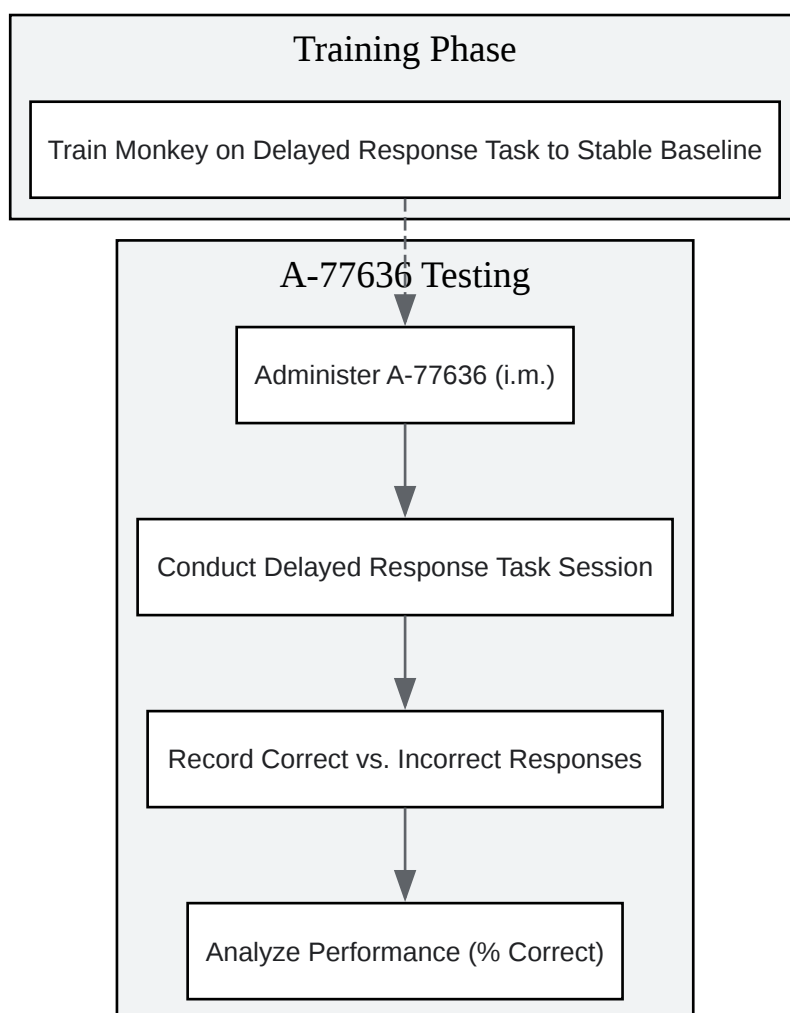 Training Phase
Train Monkey on Delayed Response Task to Stable Baseline
A-77636 Testing
Administer A-77636 (i.m.)
Conduct Delayed Response Task Session
Record Correct vs. Incorrect Responses
Analyze Performance (% Correct)